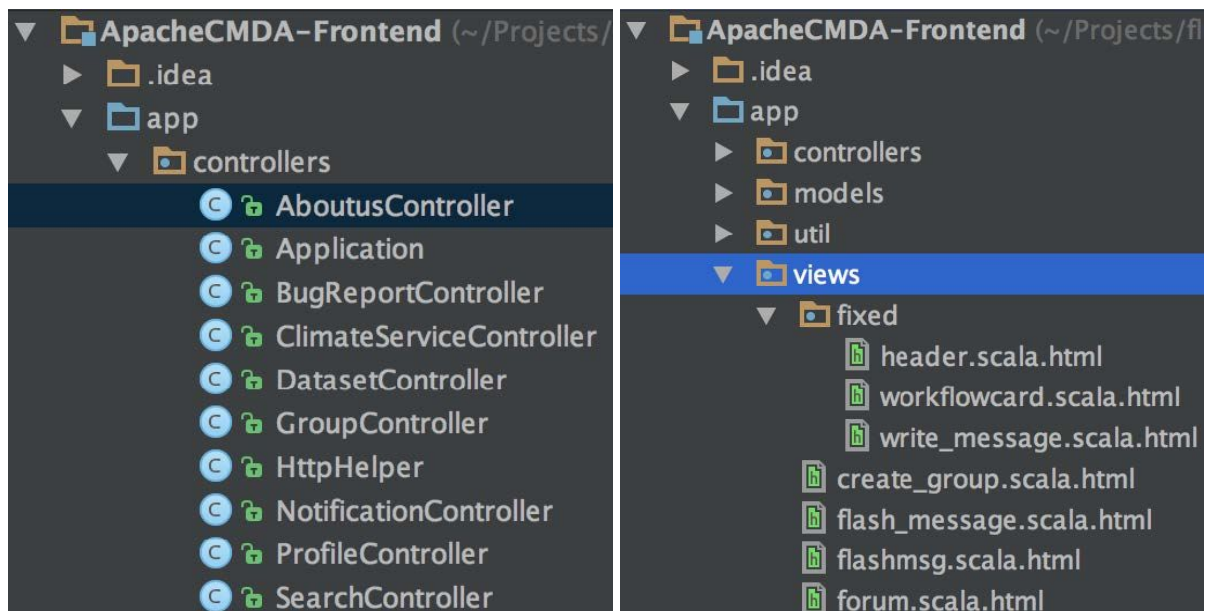 ApacheCMDA-Frontend (~/Projects/
.idea
app
controllers
AboutusController
Application
BugReportController
ClimateServiceController
DatasetController
GroupController
HttpHelper
NotificationController
ProfileController
SearchController
ApacheCMDA-Frontend (~/Projects/fl
.idea
app
controllers
models
util
views
fixed
header.scala.html
workflowcard.scala.html
write_message.scala.html
create_group.scala.html
flash_message.scala.html
flashmsg.scala.html
forum.scala.html